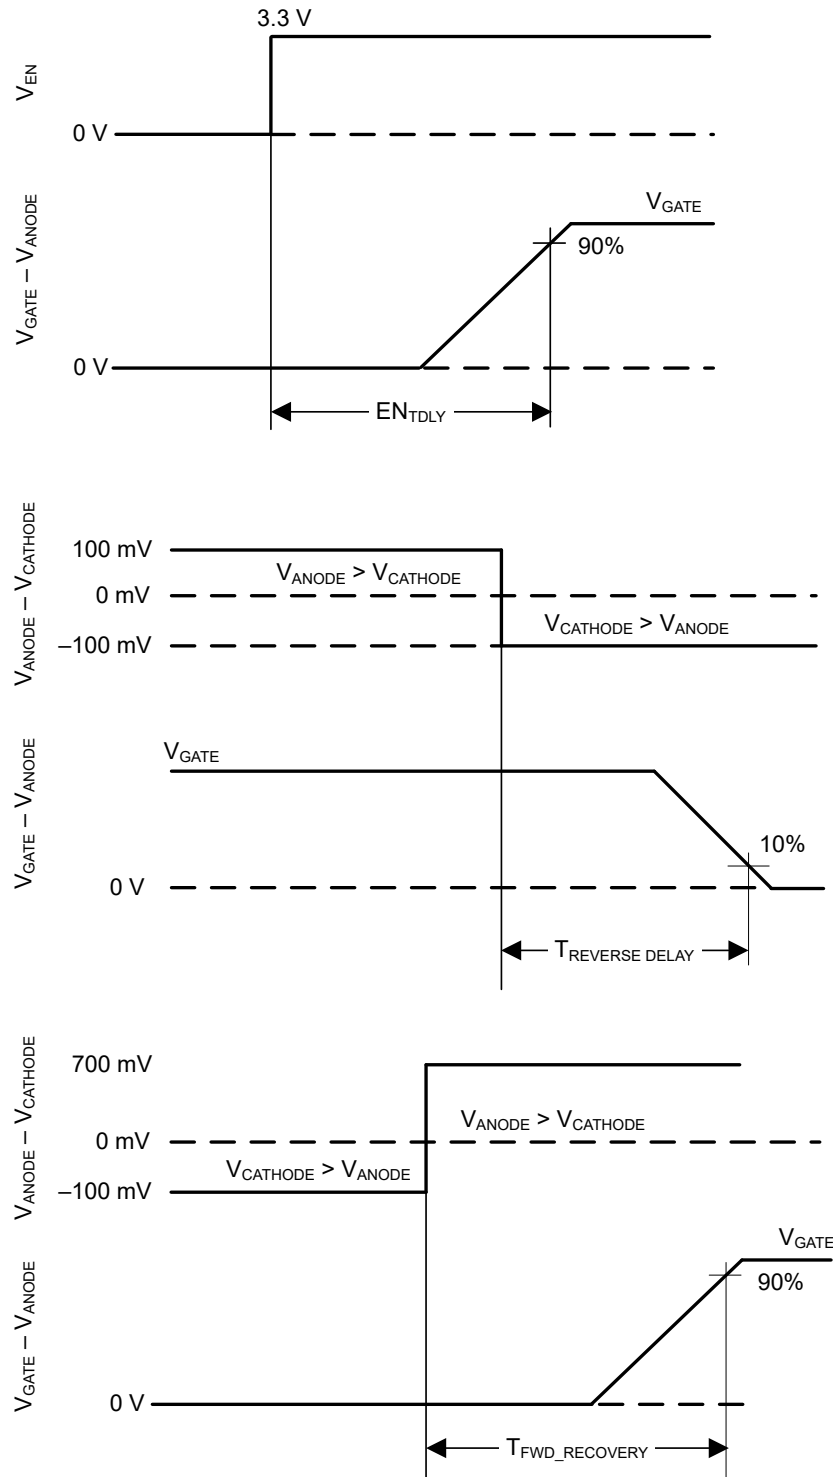 3.3 V
V_EN
0 V
V_GATE – V_ANODE
V_GATE
90%
0 V
EN_TDLY
V_ANODE – V_CATHODE
100 mV
V_ANODE > V_CATHODE
0 mV
V_CATHODE > V_ANODE
–100 mV
V_GATE – V_ANODE
V_GATE
10%
0 V
T_REVERSE DELAY
V_ANODE – V_CATHODE
700 mV
V_ANODE > V_CATHODE
0 mV
V_CATHODE > V_ANODE
–100 mV
V_GATE – V_ANODE
V_GATE
90%
0 V
T_FWD_RECOVERY